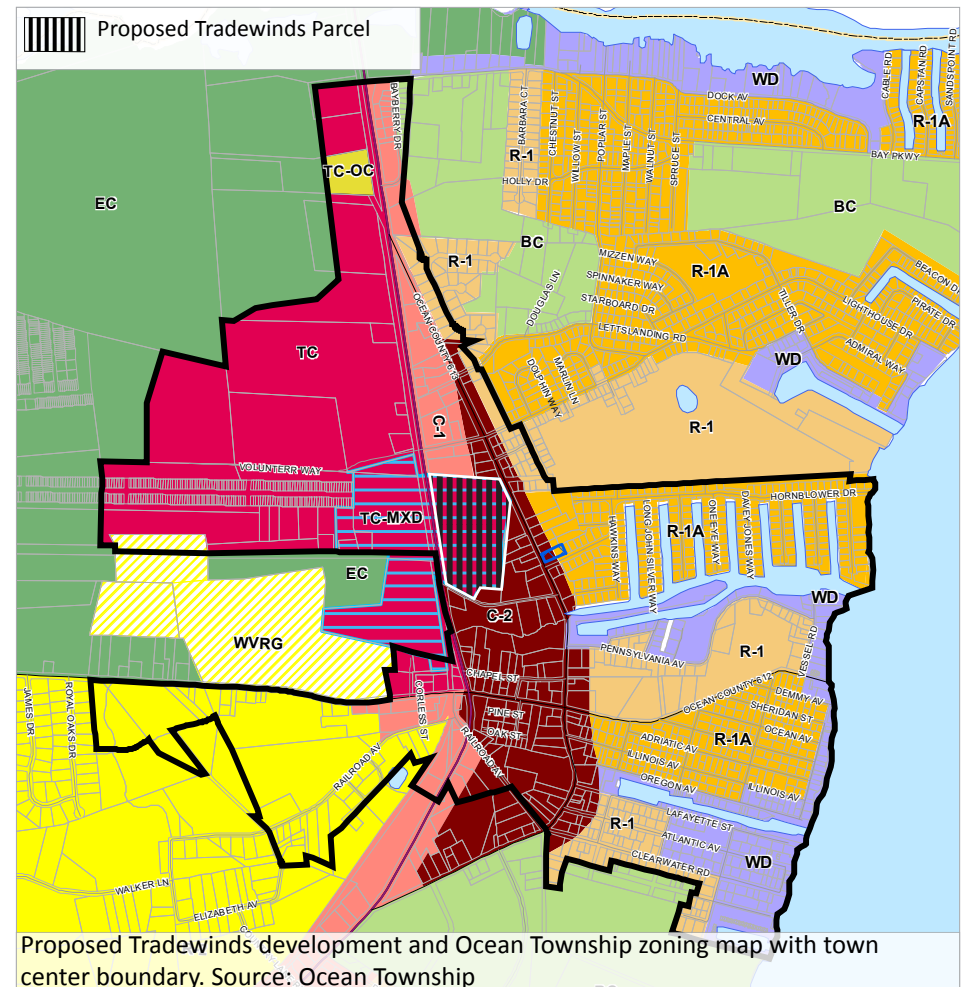 Proposed Tradewinds Parcel
WD
CABLE RD
CAPSTAN RD
SANDSPOINT RD
BAYBERRY DR
BARBARA CT
CHESTNUT ST
WILLOW ST
POPLAR ST
MAPLE ST
WALNUT ST
SPRUCE ST
DOCK AV
CENTRAL AV
R-1A
BAY PKWY
R-1
TC-OC
HOLLY DR
EC
BC
BC
R-1
MIZZEN WAY
R-1A
SPINNAKER WAY
STARBOARD DR
DOUGLAS LN
LETTSLANDING RD
TILLER DR
BEACON DR
PIRATE DR
LIGHTHOUSE DR
ADMIRAL WAY
OCEAN COUNTY 613
TC
WD
MARLIN LN
DOLPHIN WAY
C-1
R-1
VOLUNTERR WAY
HORNBLOWER DR
TC-MXD
HAWKINS WAY
LONG JOHN SILVER WAY
R-1A
ONE EYE WAY
DAVEY JONES WAY
EC
WD
C-2
WVRG
PENNSYLVANIA AV
R-1
VESSEL RD
CHAPEL ST
OCEAN COUNTY 612
JAMES DR
ROYAL OAKS DR
CORLESS ST
PINE ST
OAK ST
DEMMY AV
SHERIDAN ST
OCEAN AV
R-1A
ADRIATIC AV
ILLINOIS AV
ILLINOIS AV
OREGON AV
RAILROAD AV
RAILROAD AV
R-1
LAFAYETTE ST
ATLANTIC AV
WD
CLEARWATER RD
WALKER LN
ELIZABETH AV
Proposed Tradewinds development and Ocean Township zoning map with town
center boundary. Source: Ocean Township